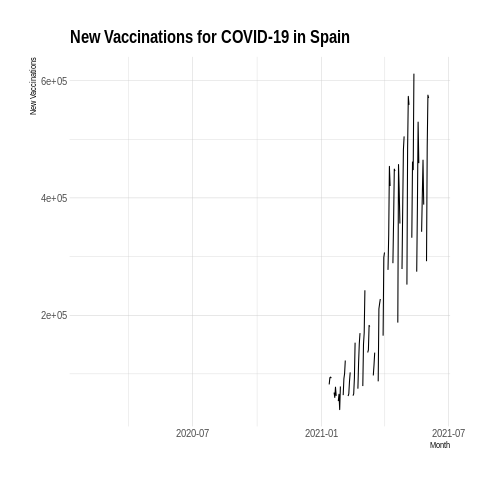 New Vaccinations for COVID-19 in Spain
New Vaccinations
6e+05
4e+05
2e+05
2020-07
2021-01
2021-07
Month